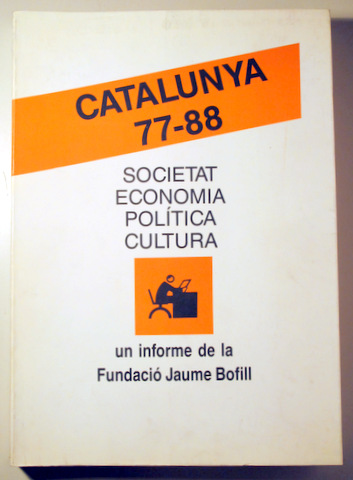 CATALUNYA
77-88
SOCIETAT
ECONOMIA
POLÍTICA
CULTURA
un informe de la
Fundació Jaume Bofill